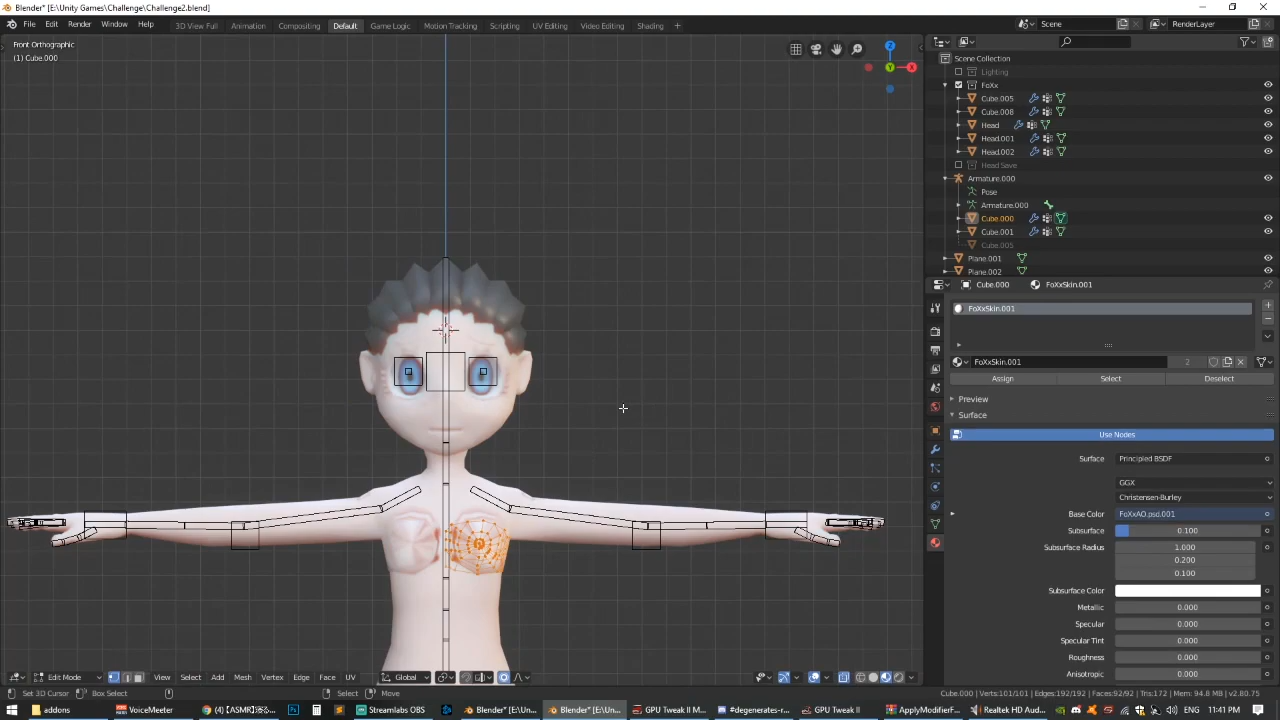 Blender* [E:\Unity Games\Challenge\Challenge2.blend]
File Edit Render Window Help 3D View Full Animation Compositing Default Game Logic Motion Tracking Scripting UV Editing Video Editing Shading + Scene RenderLayer
Front Orthographic
(1) Cube.000
Z
Y
X
Scene Collection
Lighting
FoXx
Cube.005
Cube.008
Head
Head.001
Head.002
Head Save
Armature.000
Pose
Armature.000
Cube.000
Cube.001
Cube.005
Plane.001
Plane.002
Cube.000 FoXxSkin.001
FoXxSkin.001
FoXxSkin.001 2
Assign Select Deselect
Preview
Surface
Use Nodes
Surface Principled BSDF
GGX
Christensen-Burley
Base Color FoXxAO.psd.001
Subsurface 0.100
Subsurface Radius 1.000
0.200
0.100
Subsurface Color
Metallic 0.000
Specular 0.000
Specular Tint 0.000
Roughness 0.000
Anisotropic 0.000
Edit Mode View Select Add Mesh Vertex Edge Face UV Global
Set 3D Cursor Box Select Select Move Cube.000 | Verts:101/101 | Edges:192/192 | Faces:92/92 | Tris:172 | Mem: 94.8 MB | v2.80.75
addons VoiceMeeter Streamlabs OBS Blender* [E:\Uni... Blender* [E:\Uni... GPU Tweak II M... #degenerates-r... GPU Tweak II ApplyModifierF... Realtek HD Aud... 11:41 PM